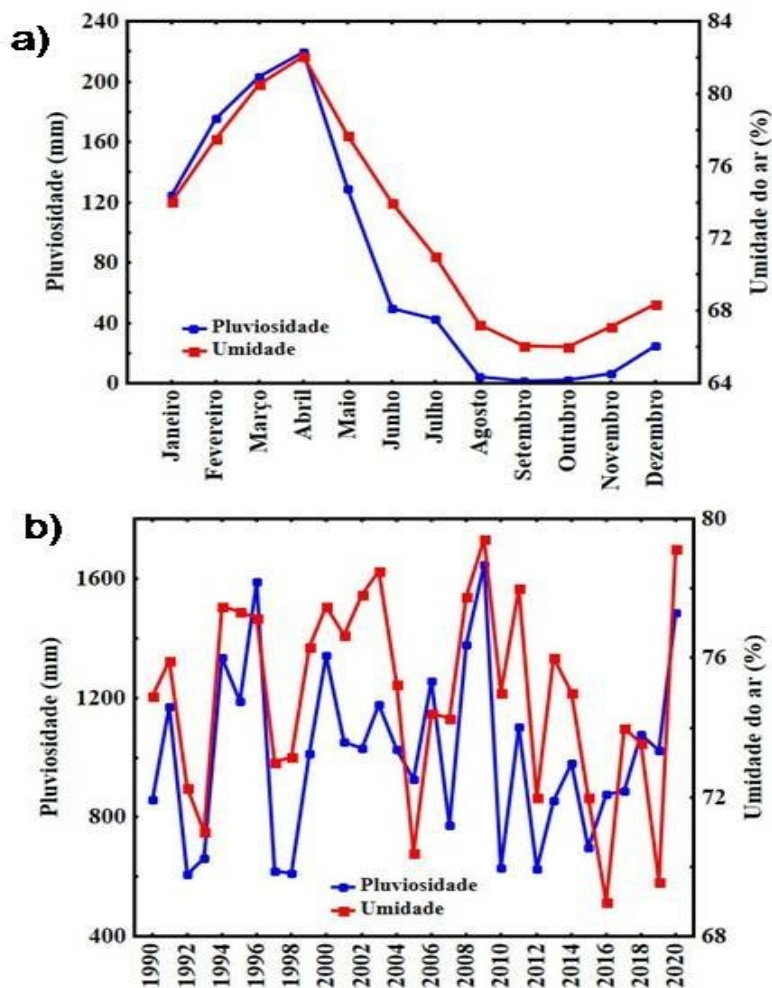 a)
240
200
160
120
80
40
0
Pluviosidade (mm)
84
80
76
72
68
64
Umidade do ar (%)
Pluviosidade
Umidade
Janeiro
Fevereiro
Março
Abril
Maio
Junho
Julho
Agosto
Setembro
Outubro
Novembro
Dezembro
b)
1600
1200
800
400
Pluviosidade (mm)
80
76
72
68
Umidade do ar (%)
Pluviosidade
Umidade
1990
1992
1994
1996
1998
2000
2002
2004
2006
2008
2010
2012
2014
2016
2018
2020